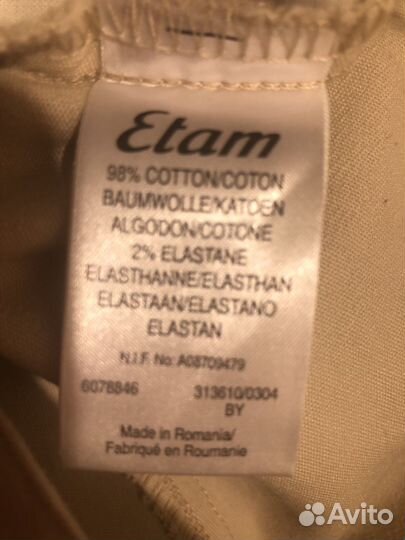 Etam
98% COTTON/COTON
BAUMWOLLE/KATOEN
ALGODON/COTONE
2% ELASTANE
ELASTHANNE/ELASTHAN
ELASTAAN/ELASTANO
ELASTAN
N.I.F. No: A08709479
6078846 313610/0304
BY
Made in Romania/
Fabriqué en Roumanie
Avito